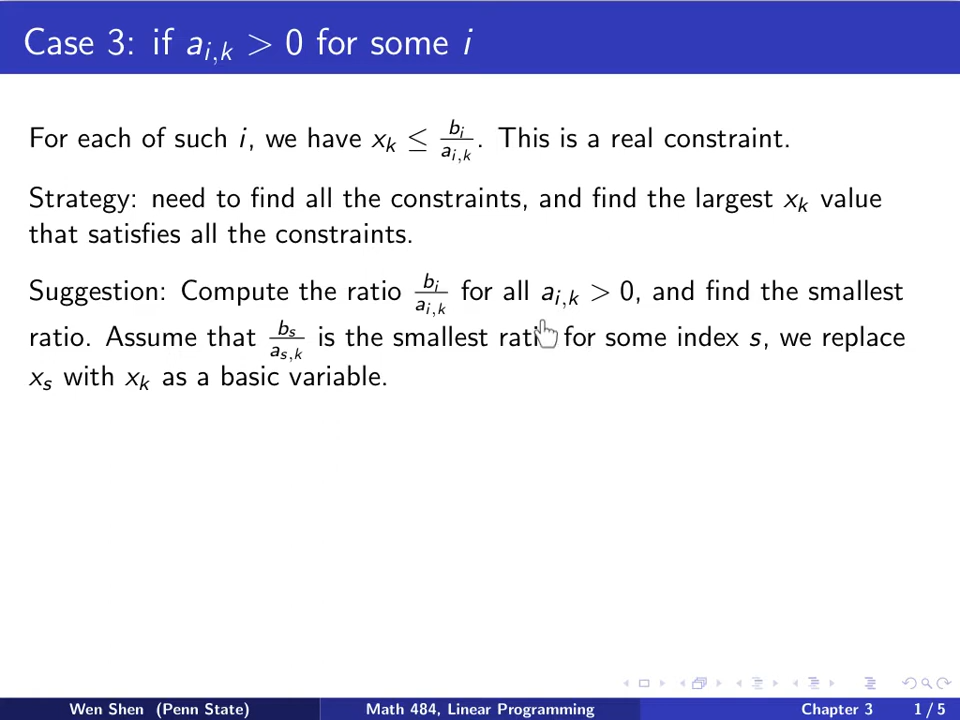 Case 3: if a_{i,k} > 0 for some i
For each of such i, we have x_k ≤ b_i/a_{i,k}. This is a real constraint.
Strategy: need to find all the constraints, and find the largest x_k value
that satisfies all the constraints.
Suggestion: Compute the ratio b_i/a_{i,k} for all a_{i,k} > 0, and find the smallest
ratio. Assume that b_s/a_{s,k} is the smallest ratio for some index s, we replace
x_s with x_k as a basic variable.
Wen Shen (Penn State) Math 484, Linear Programming Chapter 3 1 / 5